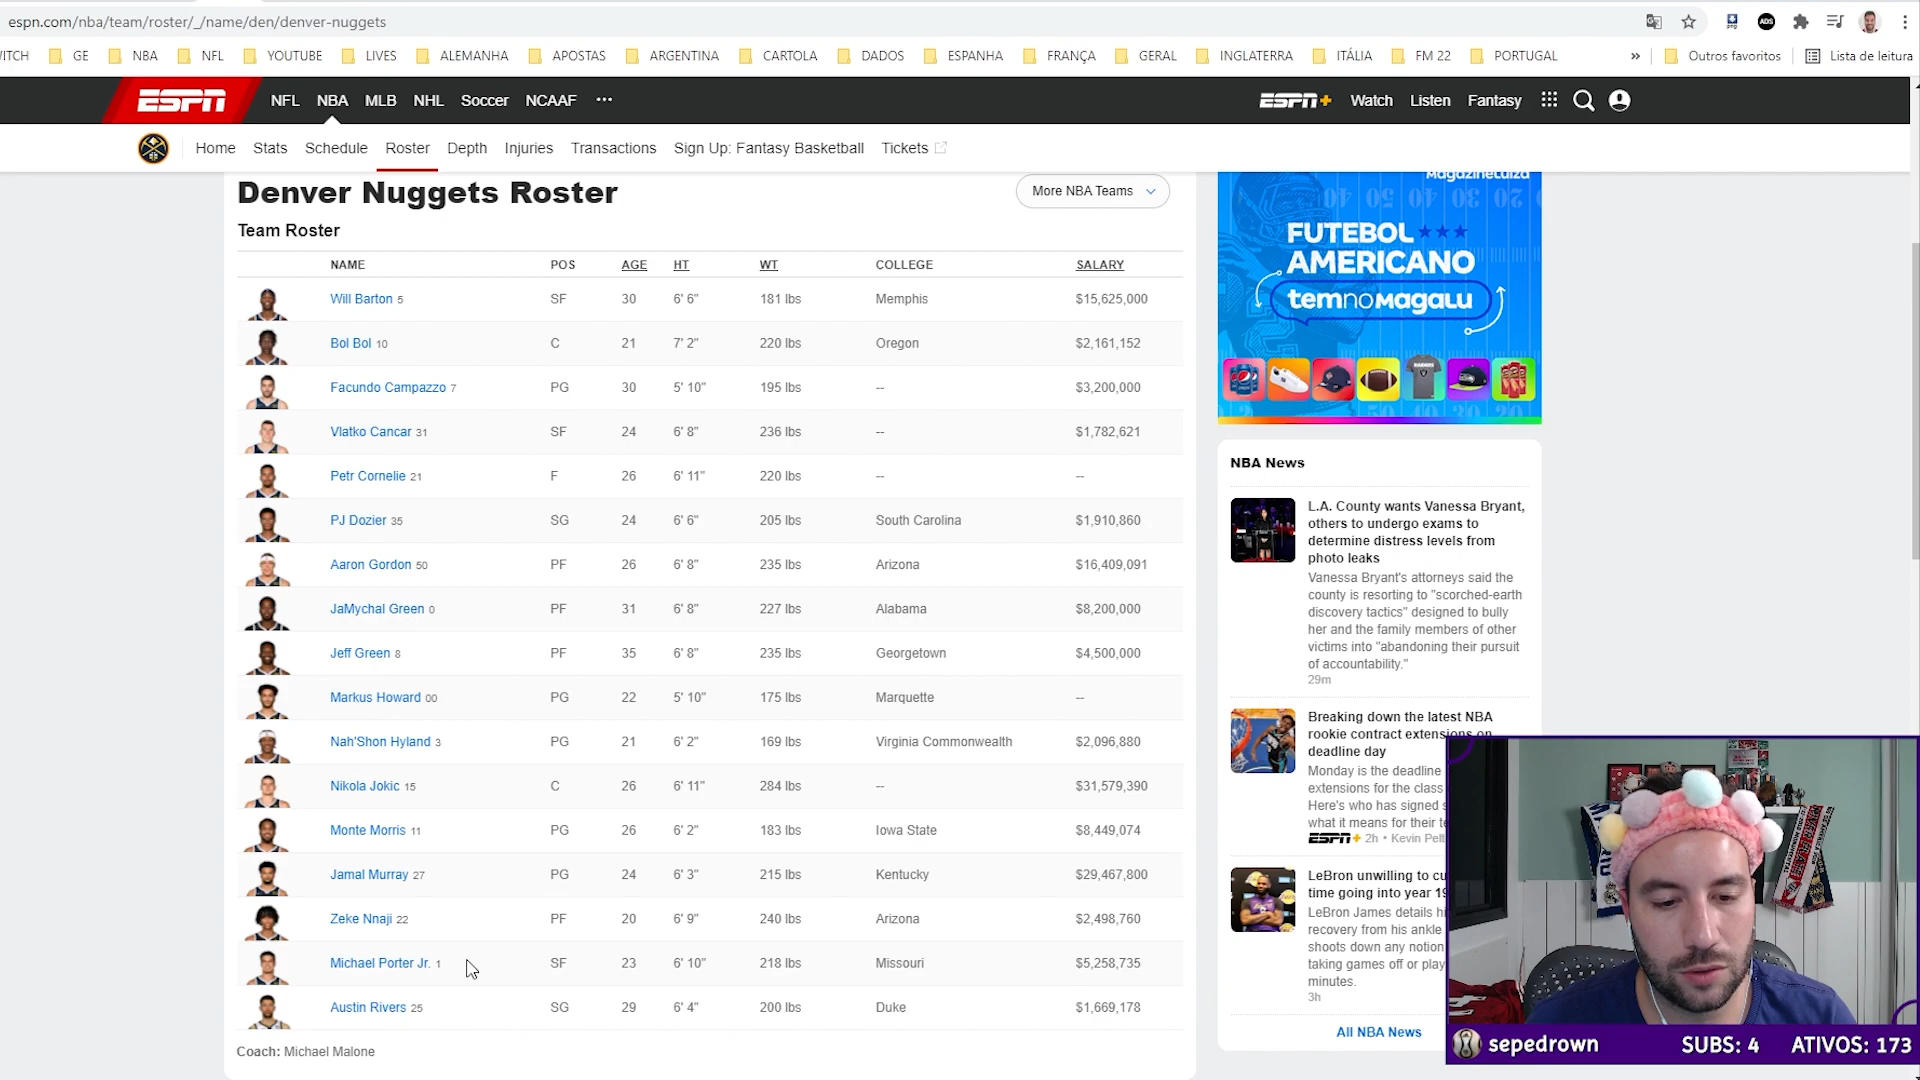 espn.com/nba/team/roster/_/name/den/denver-nuggets
ITCH GE NBA NFL YOUTUBE LIVES ALEMANHA APOSTAS ARGENTINA CARTOLA DADOS ESPANHA FRANÇA GERAL INGLATERRA ITÁLIA FM 22 PORTUGAL » Outros favoritos Lista de leitura
ESPN NFL NBA MLB NHL Soccer NCAAF ••• ESPN+ Watch Listen Fantasy
Home Stats Schedule Roster Depth Injuries Transactions Sign Up: Fantasy Basketball Tickets
Denver Nuggets Roster
More NBA Teams
Team Roster
NAME POS AGE HT WT COLLEGE SALARY
Will Barton 5 SF 30 6' 6" 181 lbs Memphis $15,625,000
Bol Bol 10 C 21 7' 2" 220 lbs Oregon $2,161,152
Facundo Campazzo 7 PG 30 5' 10" 195 lbs -- $3,200,000
Vlatko Cancar 31 SF 24 6' 8" 236 lbs -- $1,782,621
Petr Cornelie 21 F 26 6' 11" 220 lbs -- --
PJ Dozier 35 SG 24 6' 6" 205 lbs South Carolina $1,910,860
Aaron Gordon 50 PF 26 6' 8" 235 lbs Arizona $16,409,091
JaMychal Green 0 PF 31 6' 8" 227 lbs Alabama $8,200,000
Jeff Green 8 PF 35 6' 8" 235 lbs Georgetown $4,500,000
Markus Howard 00 PG 22 5' 10" 175 lbs Marquette --
Nah'Shon Hyland 3 PG 21 6' 2" 169 lbs Virginia Commonwealth $2,096,880
Nikola Jokic 15 C 26 6' 11" 284 lbs -- $31,579,390
Monte Morris 11 PG 26 6' 2" 183 lbs Iowa State $8,449,074
Jamal Murray 27 PG 24 6' 3" 215 lbs Kentucky $29,467,800
Zeke Nnaji 22 PF 20 6' 9" 240 lbs Arizona $2,498,760
Michael Porter Jr. 1 SF 23 6' 10" 218 lbs Missouri $5,258,735
Austin Rivers 25 SG 29 6' 4" 200 lbs Duke $1,669,178
Coach: Michael Malone
FUTEBOL
AMERICANO
temnoMagalu
NBA News
L.A. County wants Vanessa Bryant,
others to undergo exams to
determine distress levels from
photo leaks
Vanessa Bryant's attorneys said the
county is resorting to "scorched-earth
discovery tactics" designed to bully
her and the family members of other
victims into "abandoning their pursuit
of accountability."
29m
Breaking down the latest NBA
rookie contract extensions on
deadline day
Monday is the deadline
extensions for the class
Here's who has signed s
what it means for their te
ESPN+ 2h • Kevin Pelt
LeBron unwilling to cu
time going into year 19
LeBron James details hi
recovery from his ankle
shoots down any notion
taking games off or play
minutes.
3h
All NBA News
sepedrown SUBS: 4 ATIVOS: 173